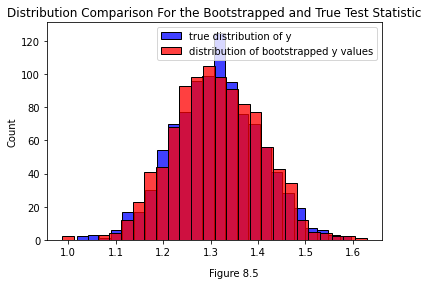 Distribution Comparison For the Bootstrapped and True Test Statistic
true distribution of y
distribution of bootstrapped y values
120
100
80
60
40
20
0
Count
1.0 1.1 1.2 1.3 1.4 1.5 1.6
Figure 8.5